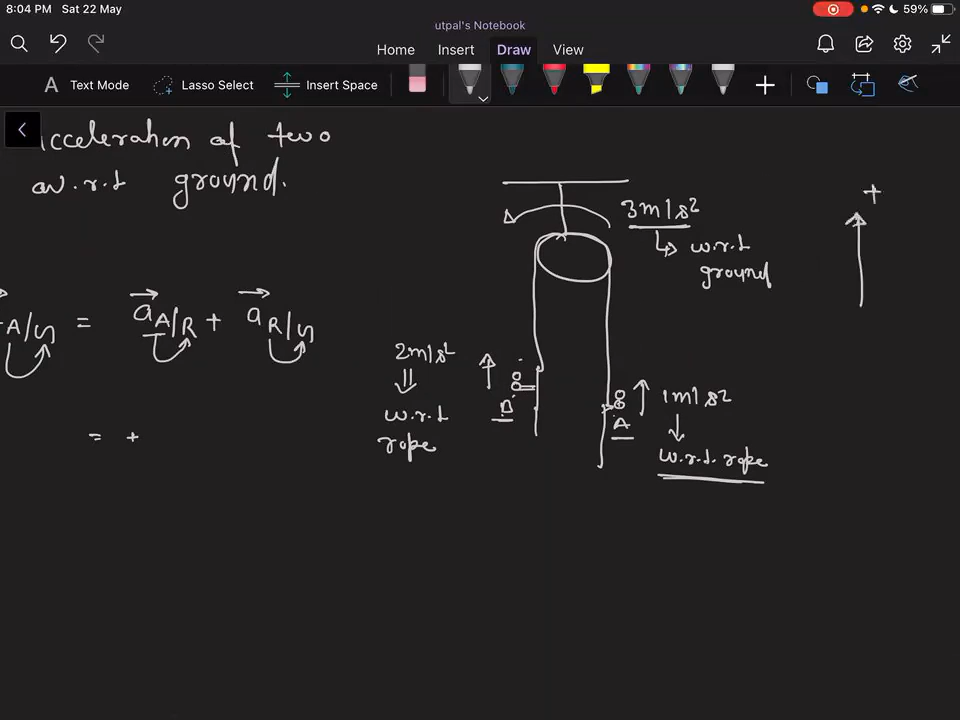 8:04 PM Sat 22 May
59%
utpal's Notebook
Home Insert Draw View
Text Mode Lasso Select Insert Space
cceleration of two
w.r.t ground.
3m/s²
w.r.t
ground
+
A/G = a A/R + a R/G
= +
2m/s²
w.r.t
rope
B
A
1m/s²
w.r.t. rope